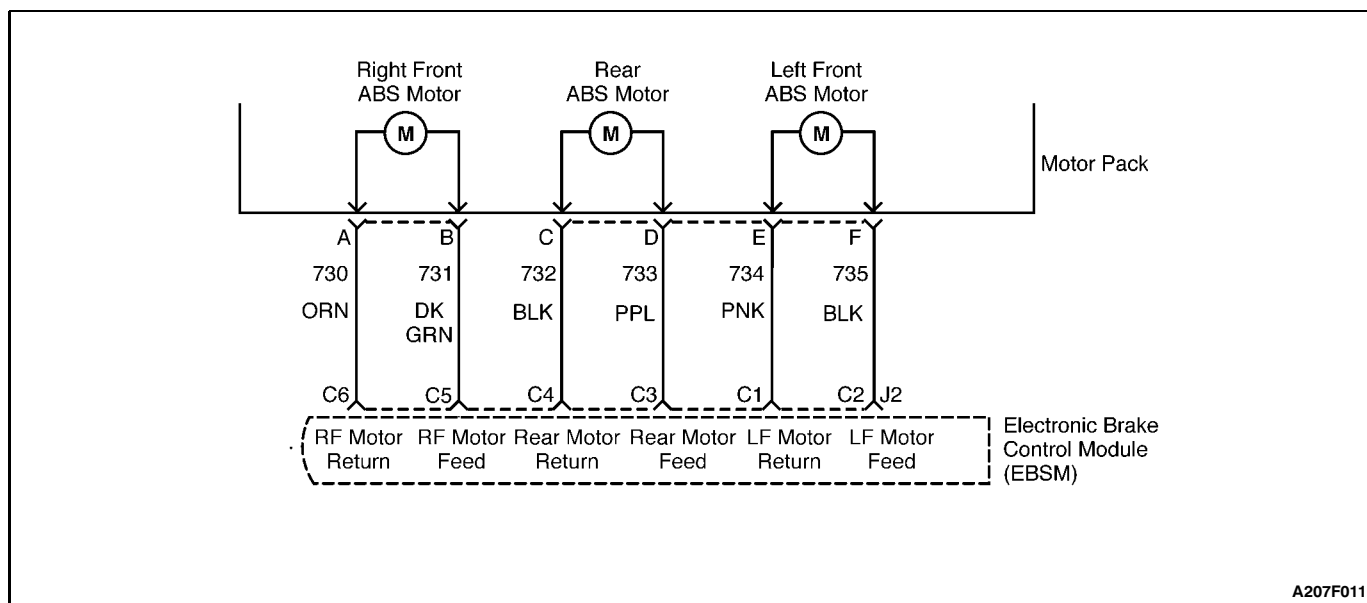 Right Front
ABS Motor
Rear
ABS Motor
Left Front
ABS Motor
M
M
M
Motor Pack
A B C D E F
730 731 732 733 734 735
ORN
DK
GRN
BLK
PPL
PNK
BLK
C6 C5 C4 C3 C1 C2 J2
RF Motor
Return
RF Motor
Feed
Rear Motor
Return
Rear Motor
Feed
LF Motor
Return
LF Motor
Feed
Electronic Brake
Control Module
(EBSM)
A207F011